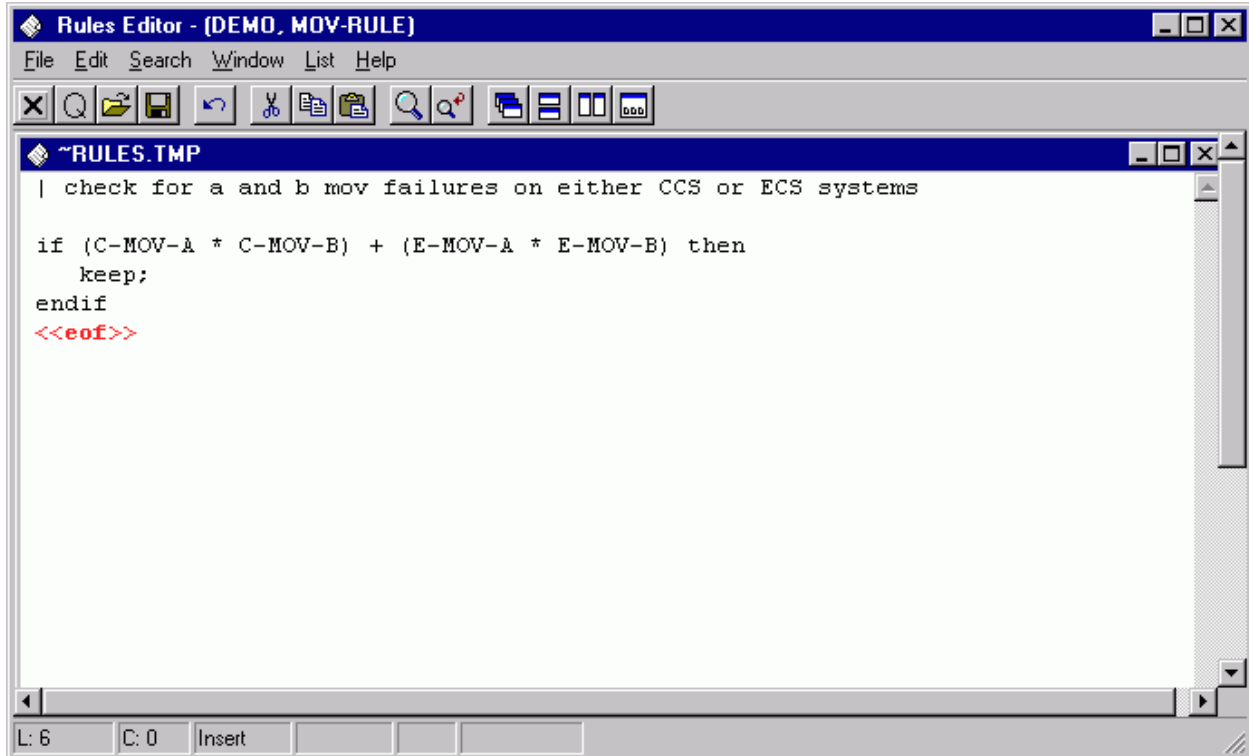 Rules Editor - (DEMO, MOV-RULE)
File Edit Search Window List Help
~RULES.TMP
| check for a and b mov failures on either CCS or ECS systems
if (C-MOV-A * C-MOV-B) + (E-MOV-A * E-MOV-B) then
keep;
endif
<<eof>>
L: 6 C: 0 Insert